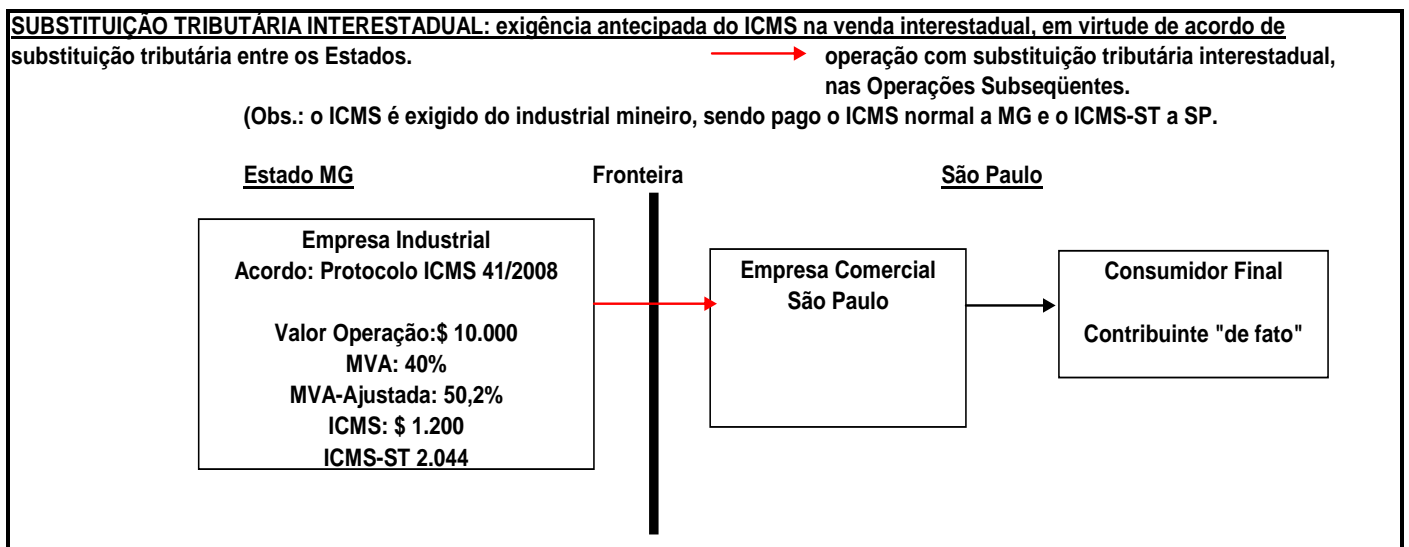 SUBSTITUIÇÃO TRIBUTÁRIA INTERESTADUAL: exigência antecipada do ICMS na venda interestadual, em virtude de acordo de
substituição tributária entre os Estados.
operação com substituição tributária interestadual,
nas Operações Subseqüentes.
(Obs.: o ICMS é exigido do industrial mineiro, sendo pago o ICMS normal a MG e o ICMS-ST a SP.
Estado MG
Fronteira
São Paulo
Empresa Industrial
Acordo: Protocolo ICMS 41/2008
Valor Operação:$ 10.000
MVA: 40%
MVA-Ajustada: 50,2%
ICMS: $ 1.200
ICMS-ST 2.044
Empresa Comercial
São Paulo
Consumidor Final
Contribuinte "de fato"